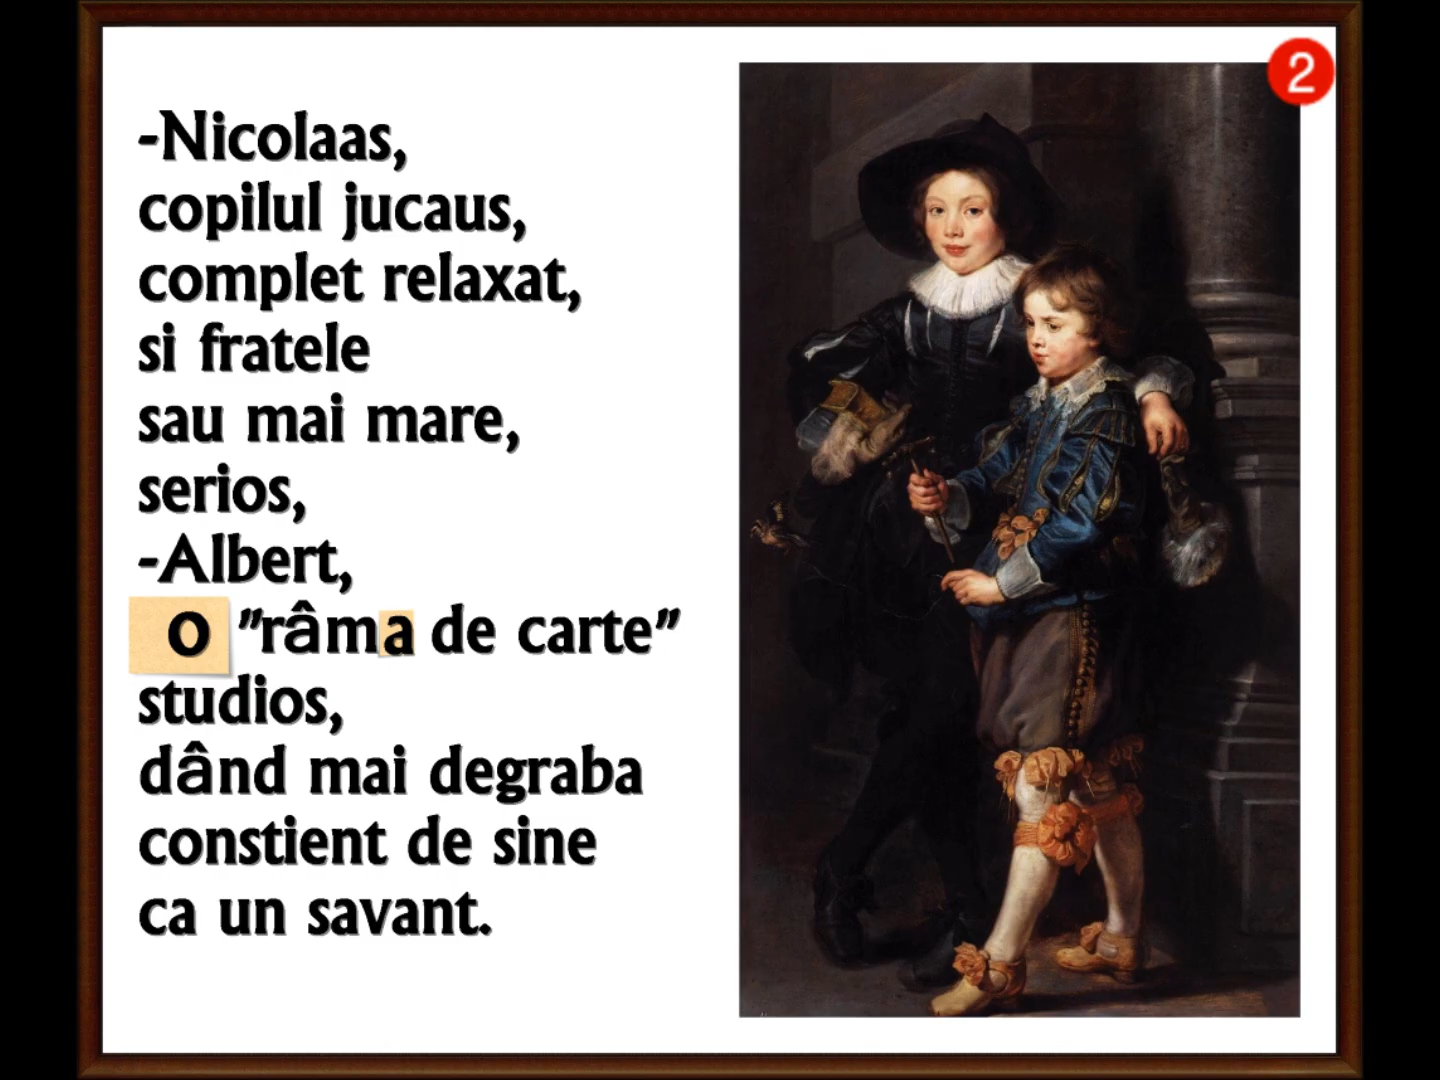 -Nicolaas,
copilul jucaus,
complet relaxat,
si fratele
sau mai mare,
serios,
-Albert,
o "râma de carte"
studios,
dând mai degraba
constient de sine
ca un savant.
2